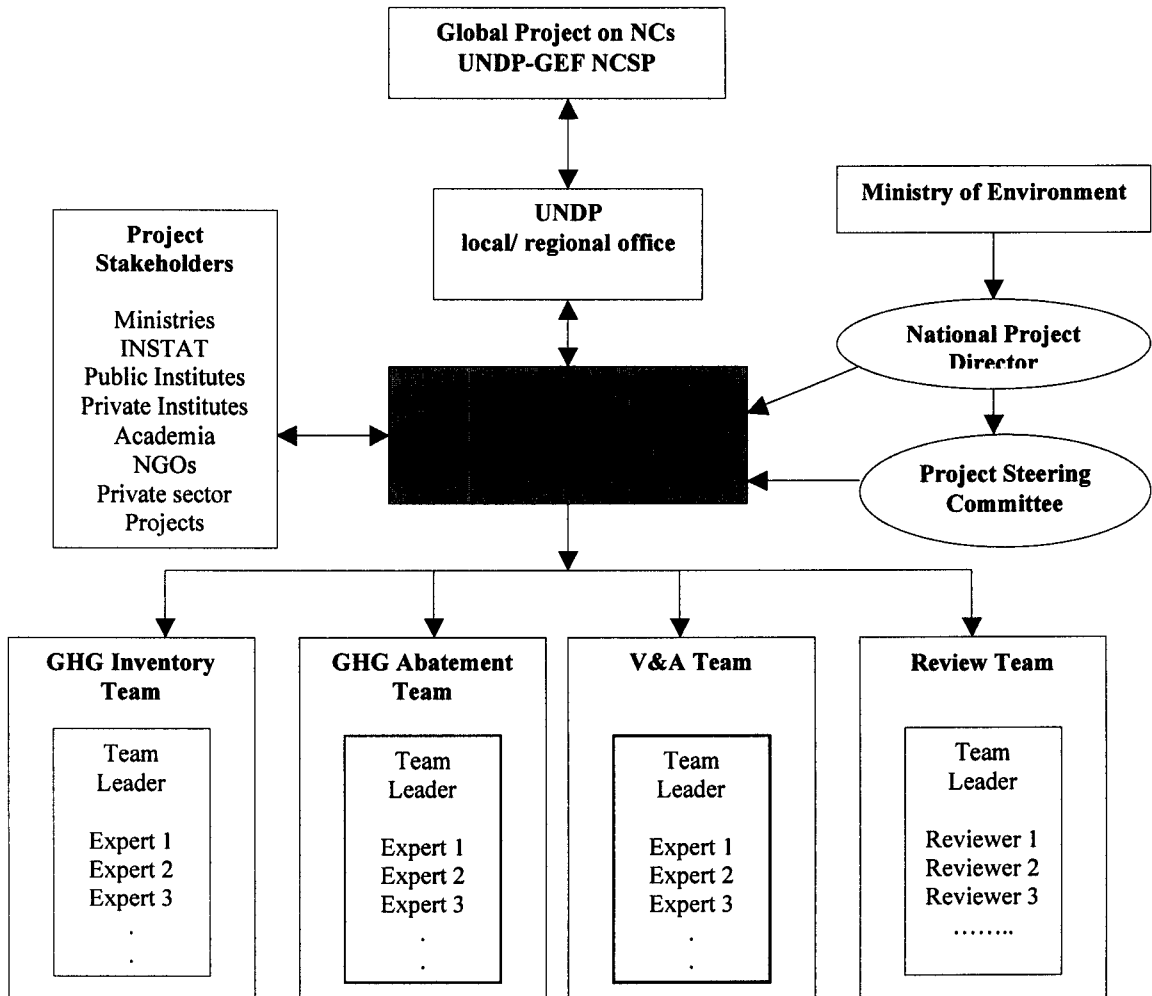 Global Project on NCs
UNDP-GEF NCSP
Ministry of Environment
UNDP
local/ regional office
Project
Stakeholders
Ministries
INSTAT
Public Institutes
Private Institutes
Academia
NGOs
Private sector
Projects
National Project
Director
Project Steering
Committee
GHG Inventory
Team
Team
Leader
Expert 1
Expert 2
Expert 3
.
.
GHG Abatement
Team
Team
Leader
Expert 1
Expert 2
Expert 3
.
.
V&A Team
Team
Leader
Expert 1
Expert 2
Expert 3
.
.
Review Team
Team
Leader
Reviewer 1
Reviewer 2
Reviewer 3
........